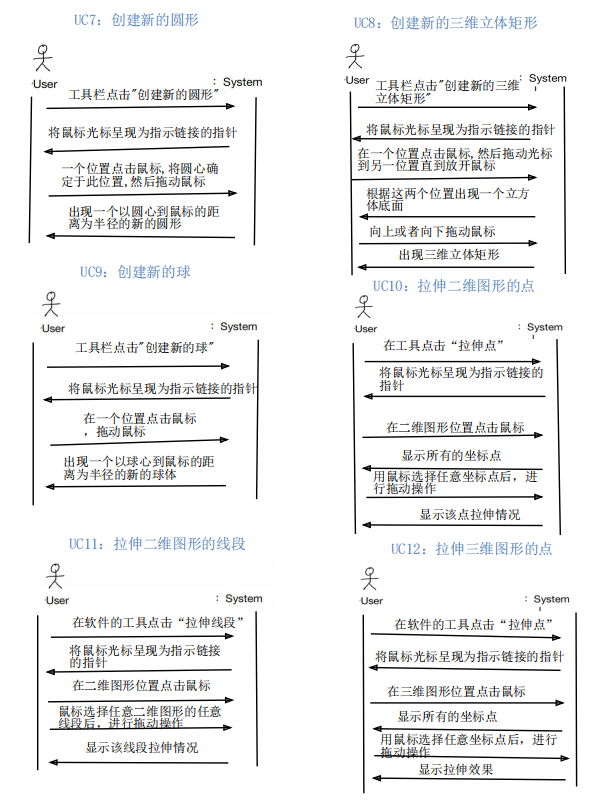 UC7：创建新的圆形
User
: System
工具栏点击"创建新的圆形"
将鼠标光标呈现为指示链接的指针
一个位置点击鼠标,将圆心确
定于此位置,然后拖动鼠标
出现一个以圆心到鼠标的距
离为半径的新的圆形
UC8：创建新的三维立体矩形
User
: System
工具栏点击"创建新的三维
立体矩形"
将鼠标光标呈现为指示链接的指针
在一个位置点击鼠标,然后拖动光标
到另一位置直到放开鼠标
根据这两个位置出现一个立方
体底面
向上或者向下拖动鼠标
出现三维立体矩形
UC9：创建新的球
User
: System
工具栏点击"创建新的球"
将鼠标光标呈现为指示链接的指针
在一个位置点击鼠标
，拖动鼠标
出现一个以球心到鼠标的距
离为半径的新的球体
UC10：拉伸二维图形的点
User
: System
在工具点击“拉伸点”
将鼠标光标呈现为指示链接的
指针
在二维图形位置点击鼠标
显示所有的坐标点
用鼠标选择任意坐标点后，进
行拖动操作
显示该点拉伸情况
UC11：拉伸二维图形的线段
User
: System
在软件的工具点击“拉伸线段”
将鼠标光标呈现为指示链接
的指针
在二维图形位置点击鼠标
鼠标选择任意二维图形的任意
线段后，进行拖动操作
显示该线段拉伸情况
UC12：拉伸三维图形的点
User
: System
在软件的工具点击“拉伸点”
将鼠标光标呈现为指示链接的指针
在三维图形位置点击鼠标
显示所有的坐标点
用鼠标选择任意坐标点后，进行
拖动操作
显示拉伸效果